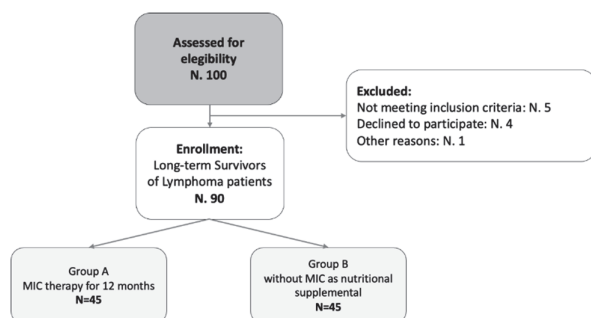 Assessed for
elegibility
N. 100
Excluded:
Not meeting inclusion criteria: N. 5
Declined to participate: N. 4
Other reasons: N. 1
Enrollment:
Long-term Survivors
of Lymphoma patients
N. 90
Group A
MIC therapy for 12 months
N=45
Group B
without MIC as nutritional
supplemental
N=45